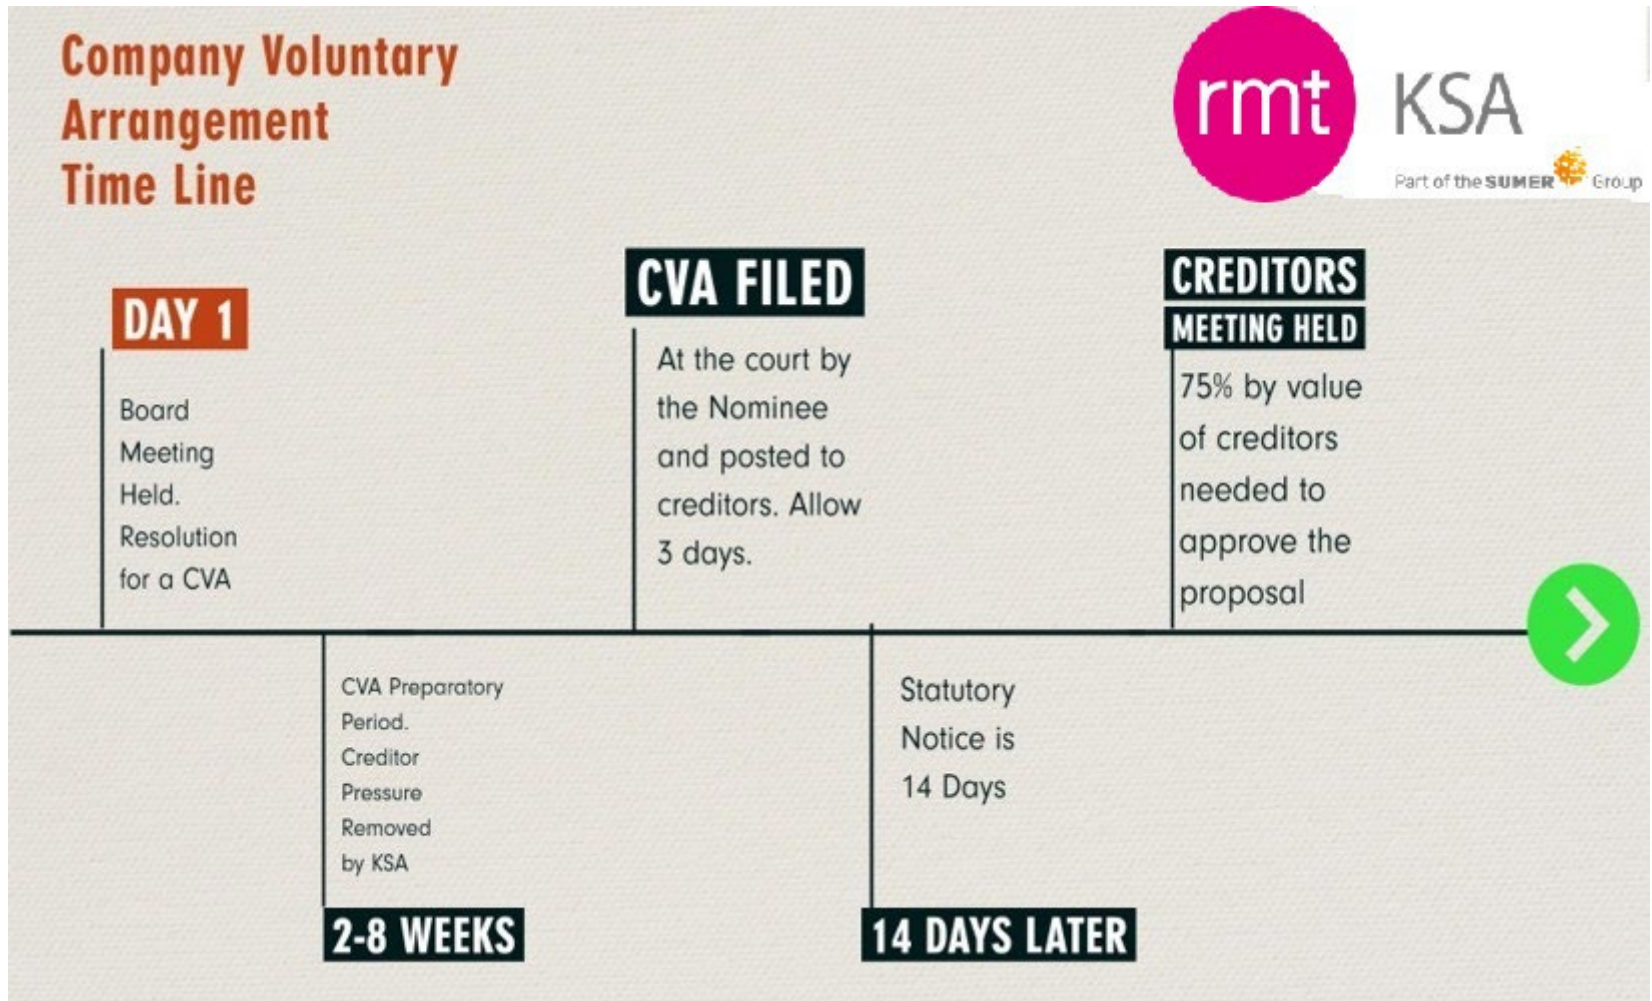 Company Voluntary
Arrangement
Time Line
rmt
KSA
Part of the SUMER Group
DAY 1
Board
Meeting
Held.
Resolution
for a CVA
CVA Preparatory
Period.
Creditor
Pressure
Removed
by KSA
2-8 WEEKS
CVA FILED
At the court by
the Nominee
and posted to
creditors. Allow
3 days.
Statutory
Notice is
14 Days
14 DAYS LATER
CREDITORS
MEETING HELD
75% by value
of creditors
needed to
approve the
proposal